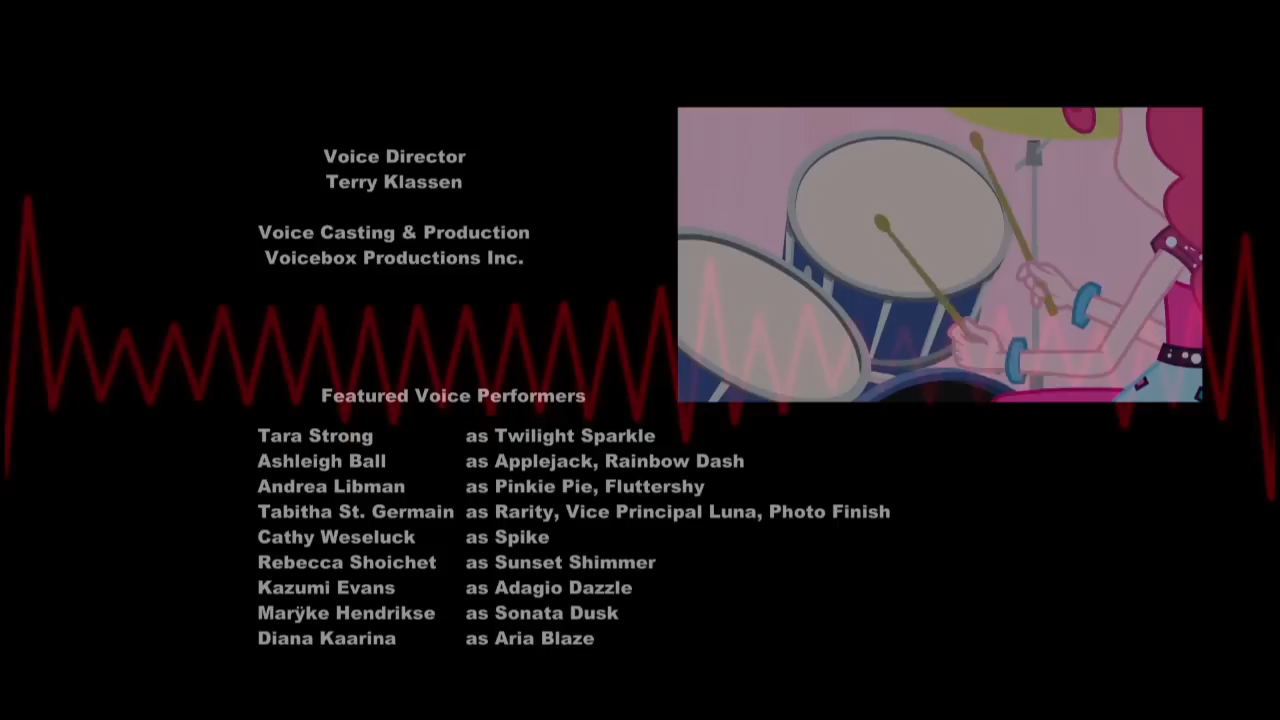 Voice Director
Terry Klassen
Voice Casting & Production
Voicebox Productions Inc.
Featured Voice Performers
Tara Strong as Twilight Sparkle
Ashleigh Ball as Applejack, Rainbow Dash
Andrea Libman as Pinkie Pie, Fluttershy
Tabitha St. Germain as Rarity, Vice Principal Luna, Photo Finish
Cathy Weseluck as Spike
Rebecca Shoichet as Sunset Shimmer
Kazumi Evans as Adagio Dazzle
Marÿke Hendrikse as Sonata Dusk
Diana Kaarina as Aria Blaze